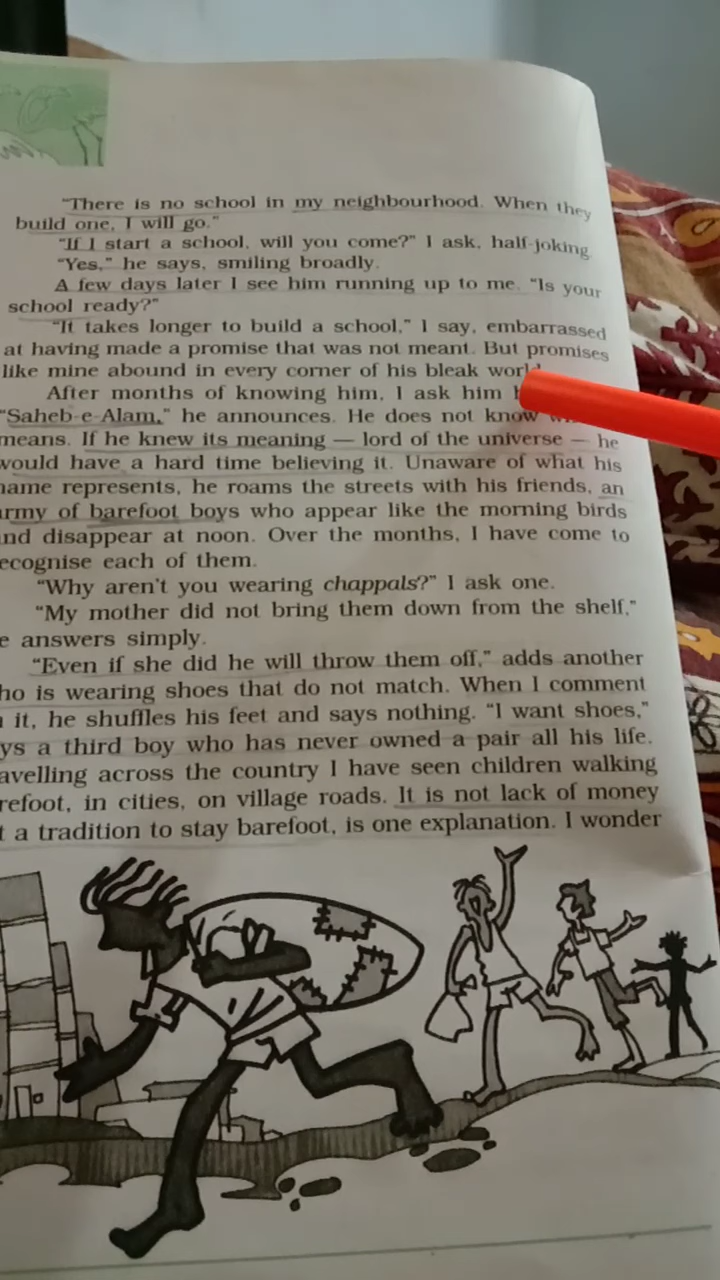 "There is no school in my neighbourhood. When they
build one, I will go."
"If I start a school, will you come?" I ask, half-joking.
"Yes," he says, smiling broadly.
A few days later I see him running up to me. "Is your
school ready?"
"It takes longer to build a school," I say, embarrassed
at having made a promise that was not meant. But promises
like mine abound in every corner of his bleak
After months of knowing him, I ask him
"Saheb-e-Alam," he announces. He does not know
means. If he knew its meaning — lord of the universe — he
would have a hard time believing it. Unaware of what his
name represents, he roams the streets with his friends, an
army of barefoot boys who appear like the morning birds
and disappear at noon. Over the months, I have come to
recognise each of them.
"Why aren't you wearing chappals?" I ask one.
"My mother did not bring them down from the shelf,"
answers simply.
"Even if she did he will throw them off," adds another
is wearing shoes that do not match. When I comment
it, he shuffles his feet and says nothing. "I want shoes,"
a third boy who has never owned a pair all his life.
across the country I have seen children walking
in cities, on village roads. It is not lack of money
a tradition to stay barefoot, is one explanation. I wonder